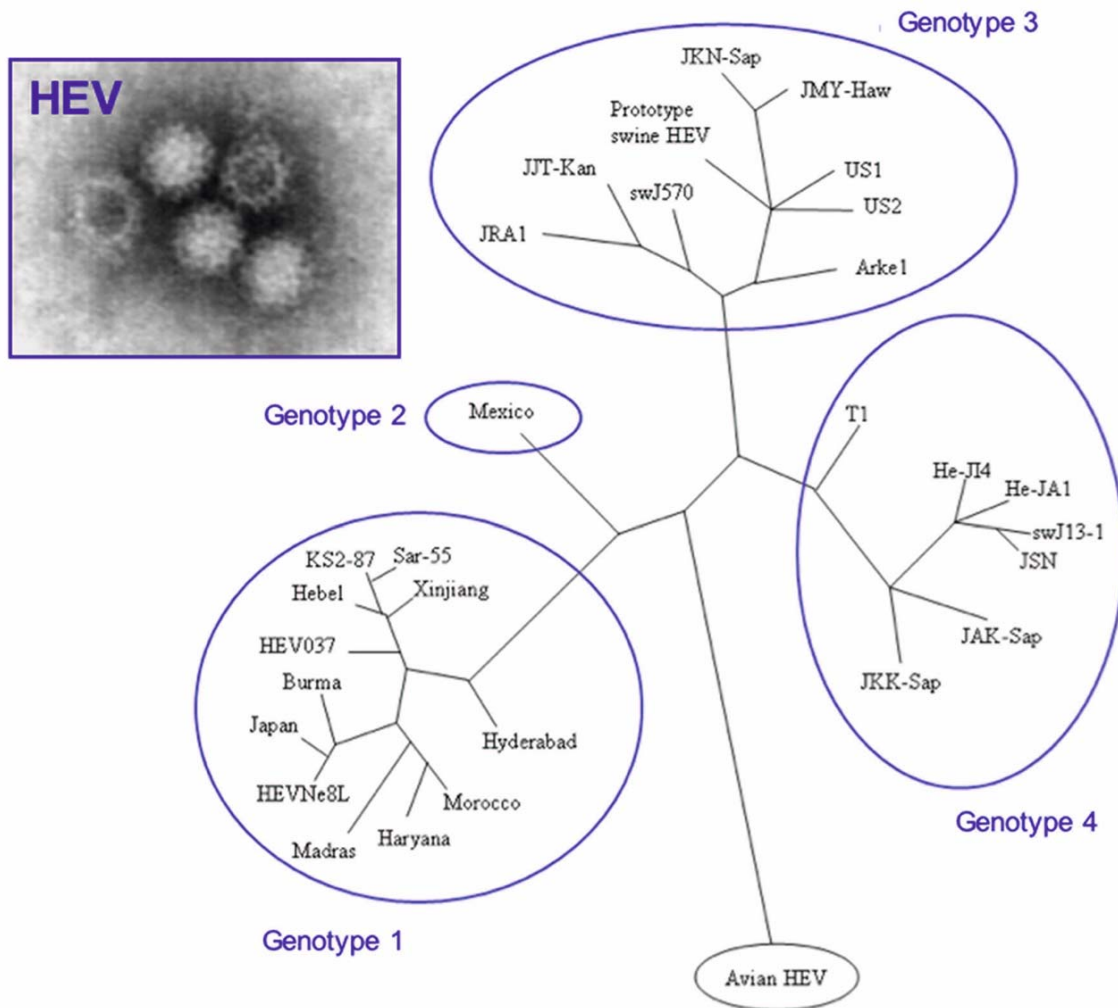 Genotype 3
HEV
JKN-Sap
JMY-Haw
Prototype
swine HEV
JJT-Kan
swJ570
US1
US2
JRA1
Arke1
Genotype 2
Mexico
T1
He-JI4
He-JA1
swJ13-1
JSN
JAK-Sap
JKK-Sap
Genotype 4
KS2-87
Sar-55
Hebel
Xinjiang
HEV037
Burma
Japan
Hyderabad
HEVNe8L
Morocco
Haryana
Madras
Genotype 1
Avian HEV